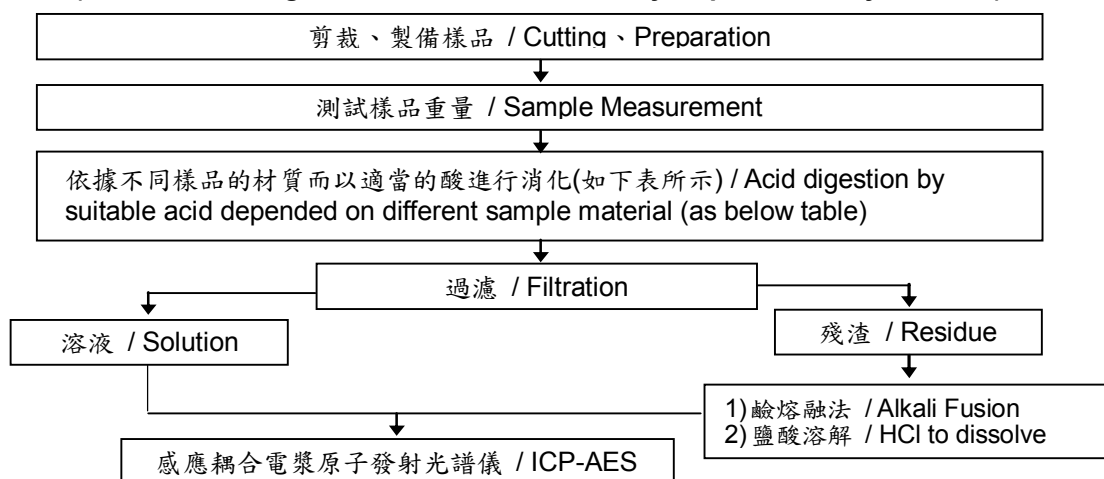 剪裁、製備樣品 / Cutting、Preparation
測試樣品重量 / Sample Measurement
依據不同樣品的材質而以適當的酸進行消化(如下表所示) / Acid digestion by
suitable acid depended on different sample material (as below table)
過濾 / Filtration
溶液 / Solution
殘渣 / Residue
1)鹼熔融法 / Alkali Fusion
2)鹽酸溶解 / HCl to dissolve
感應耦合電漿原子發射光譜儀 / ICP-AES